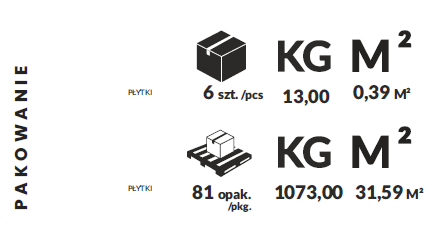 PAKOWANIE
KG M²
PŁYTKI 6 szt. /pcs 13,00 0,39 M²
KG M²
PŁYTKI 81 opak. 1073,00 31,59 M²
/pkg.